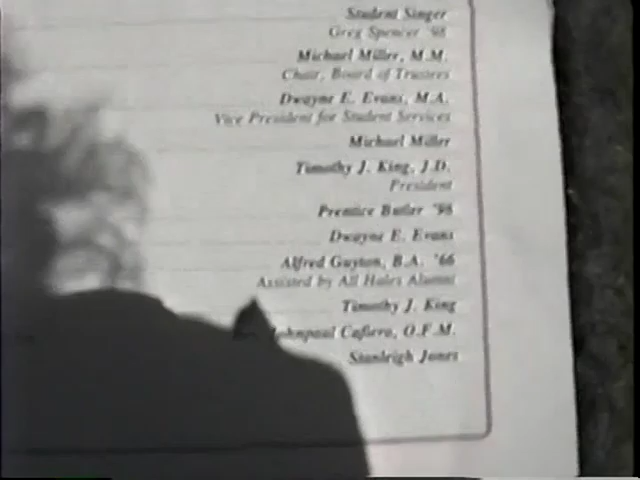 Student Singer
Greg Spencer '98
Michael Miller, M.M.
Chair, Board of Trustees
Dwayne E. Evans, M.A.
Vice President for Student Services
Michael Miller
Timothy J. King, J.D.
President
Prentice Butler '98
Dwayne E. Evans
Alfred Guyton, B.A. '66
Assisted by All Hales Alumni
Timothy J. King
Johnpaul Cafiero, O.F.M.
Stanleigh Jones